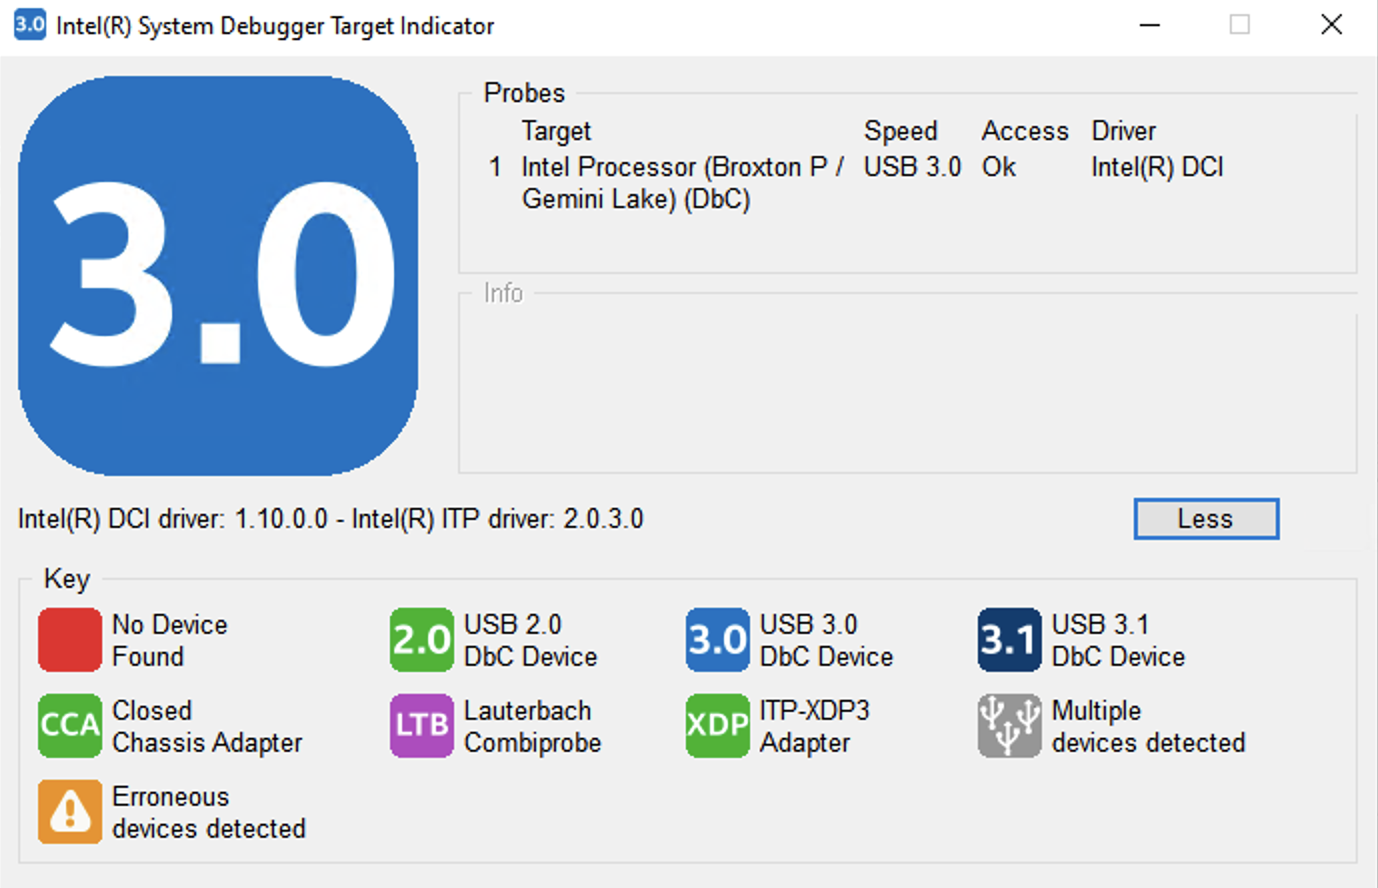 3.0 Intel(R) System Debugger Target Indicator
3.0
Probes
Target Speed Access Driver
1 Intel Processor (Broxton P / USB 3.0 Ok Intel(R) DCI
Gemini Lake) (DbC)
Info
Intel(R) DCI driver: 1.10.0.0 - Intel(R) ITP driver: 2.0.3.0 Less
Key
No Device
Found
2.0 USB 2.0
DbC Device
3.0 USB 3.0
DbC Device
3.1 USB 3.1
DbC Device
CCA Closed
Chassis Adapter
LTB Lauterbach
Combiprobe
XDP ITP-XDP3
Adapter
Multiple
devices detected
Erroneous
devices detected